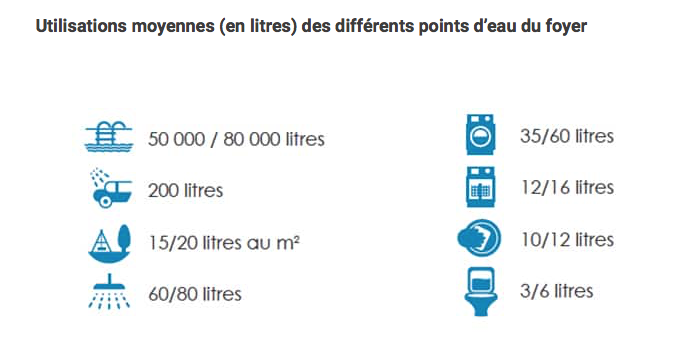 Utilisations moyennes (en litres) des différents points d’eau du foyer
50 000 / 80 000 litres
200 litres
15/20 litres au m²
60/80 litres
35/60 litres
12/16 litres
10/12 litres
3/6 litres